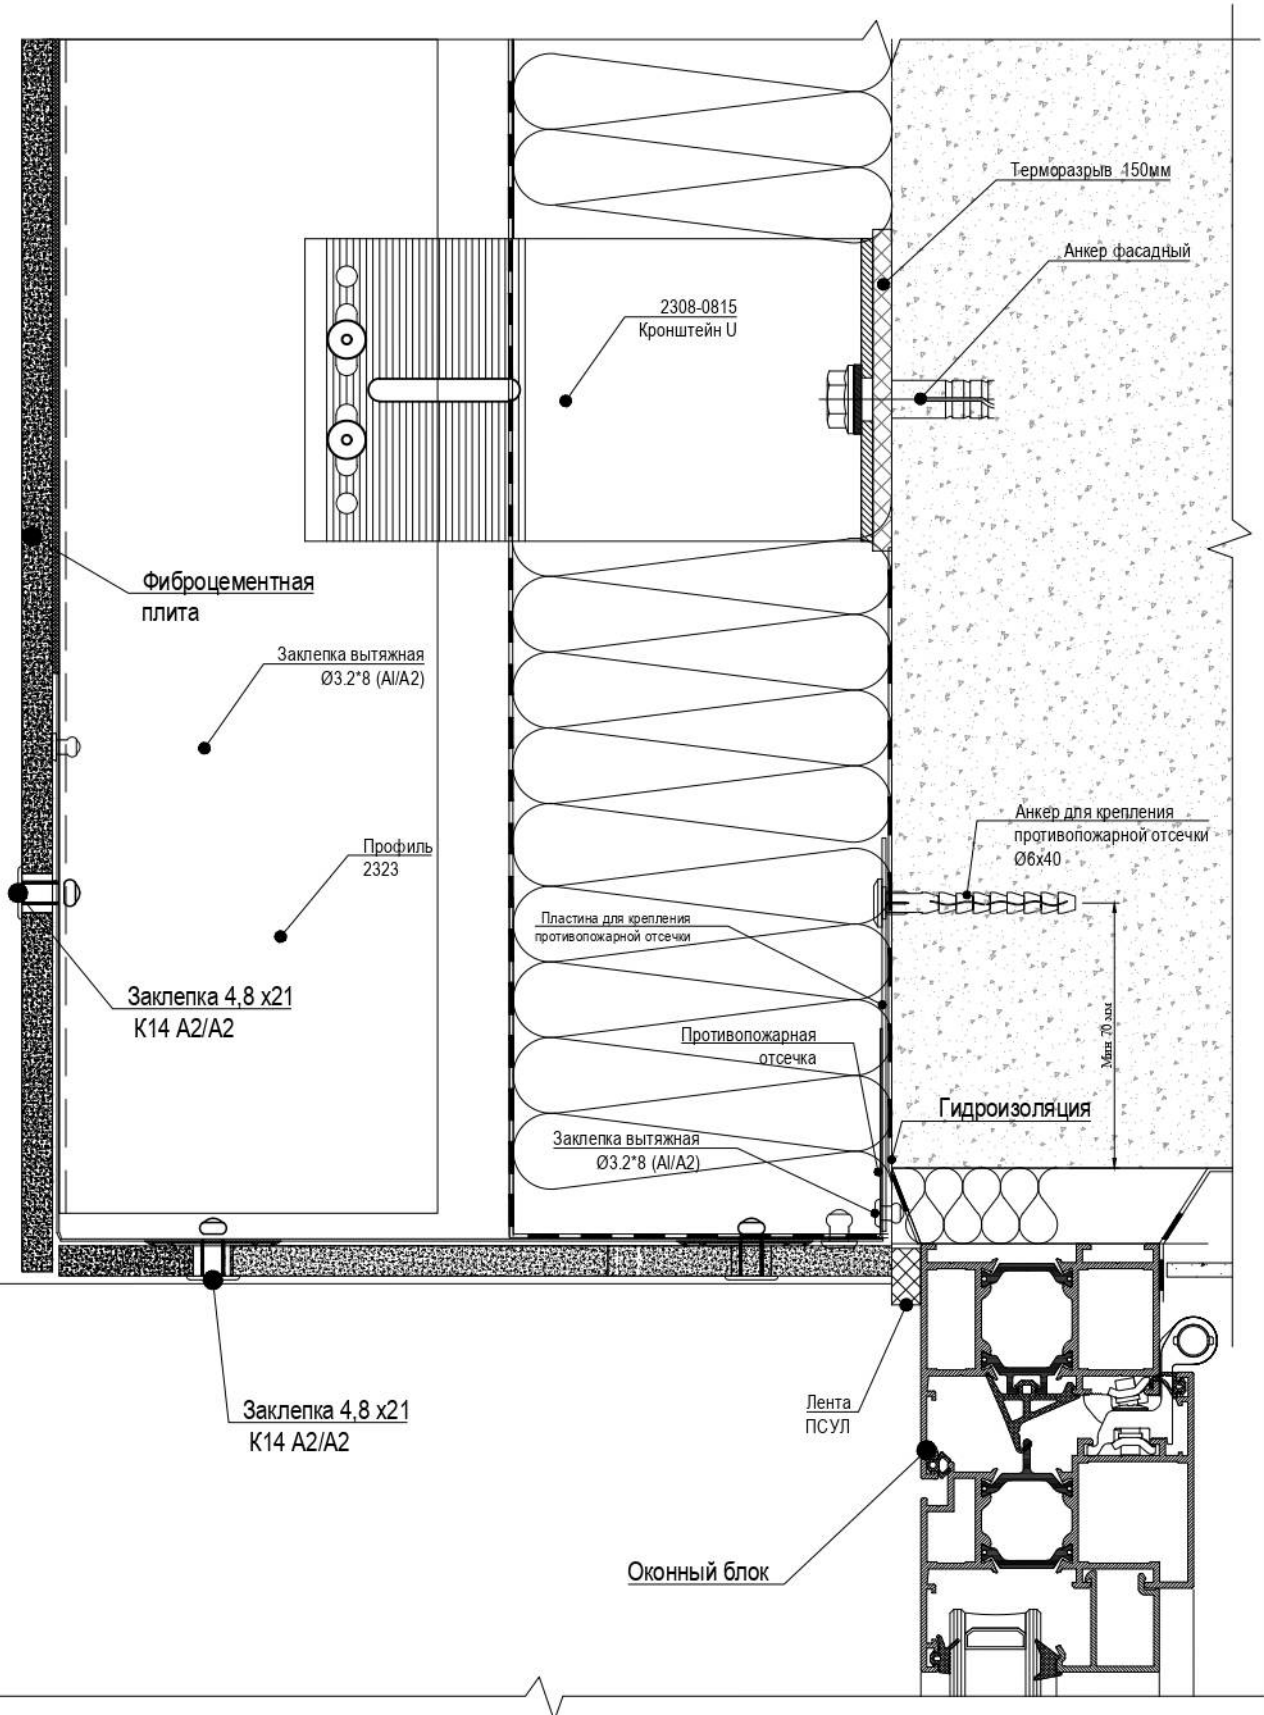 Терморазрыв 150мм
Анкер фасадный
2308-0815
Кронштейн U
Фиброцементная
плита
Заклепка вытяжная
Ø3.2*8 (Al/A2)
Анкер для крепления
противопожарной отсечки
Ø6x40
Профиль
2323
Пластина для крепления
противопожарной отсечки
Заклепка 4,8 x21
К14 А2/А2
Мин 70 мм
Противопожарная
отсечка
Гидроизоляция
Заклепка вытяжная
Ø3.2*8 (Al/A2)
Лента
ПСУЛ
Заклепка 4,8 x21
К14 А2/А2
Оконный блок